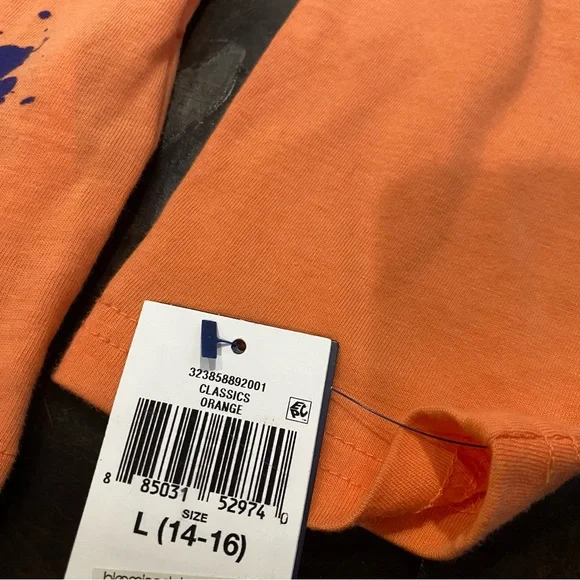 323858892001
CLASSICS
ORANGE
8 85031 52974 0
SIZE
L (14-16)